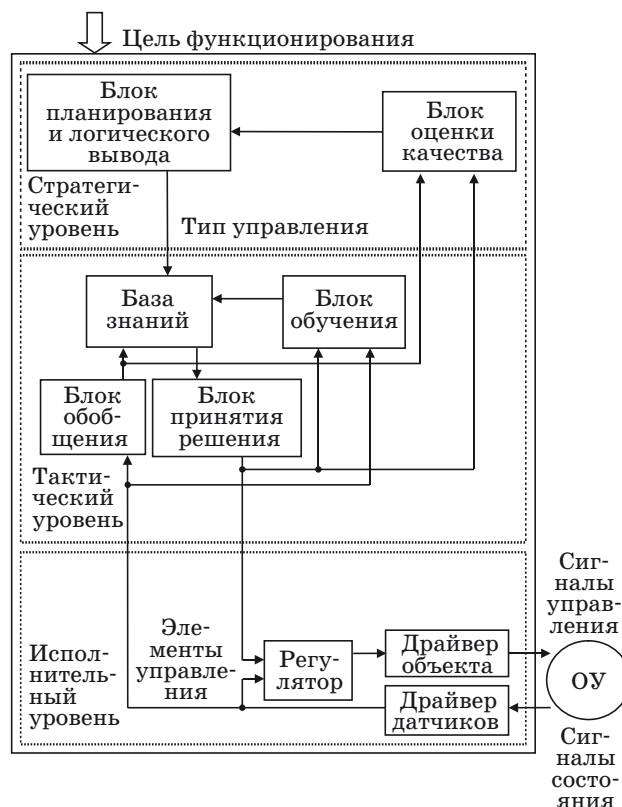 Цель функционирования
Блок
планирования
и логического
вывода
Блок
оценки
качества
Стратеги-
ческий
уровень
Тип управления
База
знаний
Блок
обучения
Блок
обоб-
щения
Блок
принятия
решения
Такти-
ческий
уровень
Сиг-
налы
управ-
ления
Эле-
менты
управле-
ния
Регу-
лятор
Драйвер
объекта
ОУ
Испол-
нитель-
ный
уровень
Драйвер
датчиков
Сиг-
налы
состо-
яния